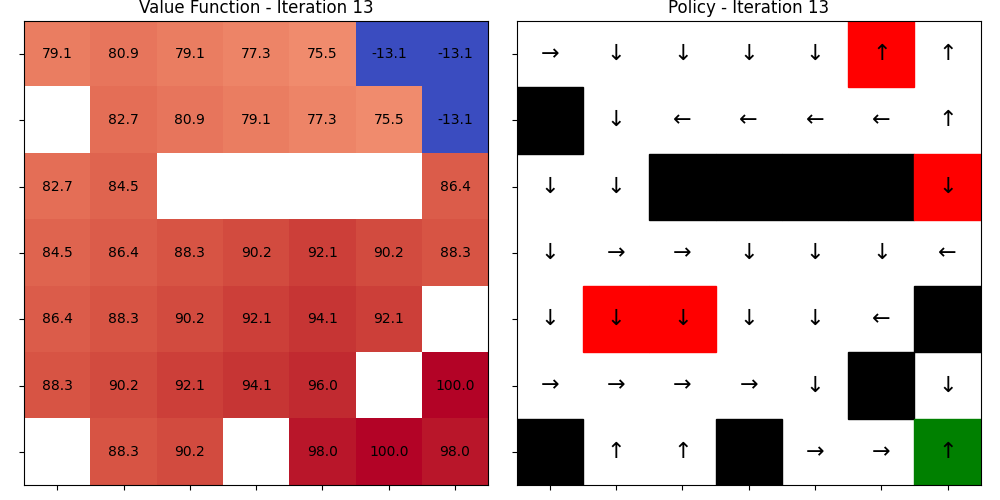 Value Function - Iteration 13
79.1 80.9 79.1 77.3 75.5 -13.1 -13.1
82.7 80.9 79.1 77.3 75.5 -13.1
82.7 84.5 86.4
84.5 86.4 88.3 90.2 92.1 90.2 88.3
86.4 88.3 90.2 92.1 94.1 92.1
88.3 90.2 92.1 94.1 96.0 100.0
88.3 90.2 98.0 100.0 98.0
Policy - Iteration 13
→ ↓ ↓ ↓ ↓ ↑ ↑
↓ ← ← ← ← ↑
↓ ↓ ↓
↓ → → ↓ ↓ ↓ ←
↓ ↓ ↓ ↓ ↓ ←
→ → → → ↓ ↓
↑ ↑ → → ↑